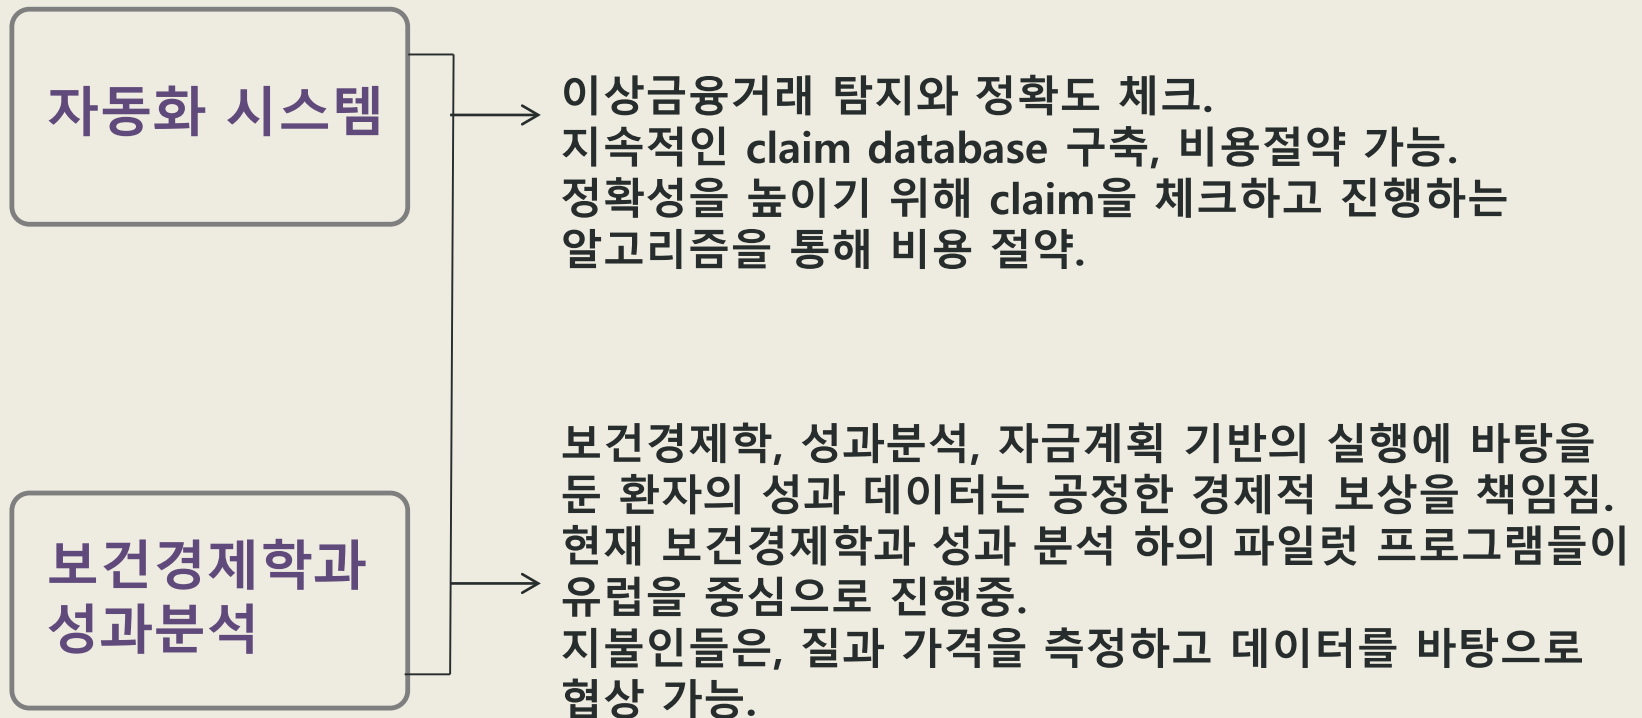 자동화 시스템
이상금융거래 탐지와 정확도 체크.
지속적인 claim database 구축, 비용절약 가능.
정확성을 높이기 위해 claim을 체크하고 진행하는
알고리즘을 통해 비용 절약.
보건경제학과
성과분석
보건경제학, 성과분석, 자금계획 기반의 실행에 바탕을
둔 환자의 성과 데이터는 공정한 경제적 보상을 책임짐.
현재 보건경제학과 성과 분석 하의 파일럿 프로그램들이
유럽을 중심으로 진행중.
지불인들은, 질과 가격을 측정하고 데이터를 바탕으로
협상 가능.